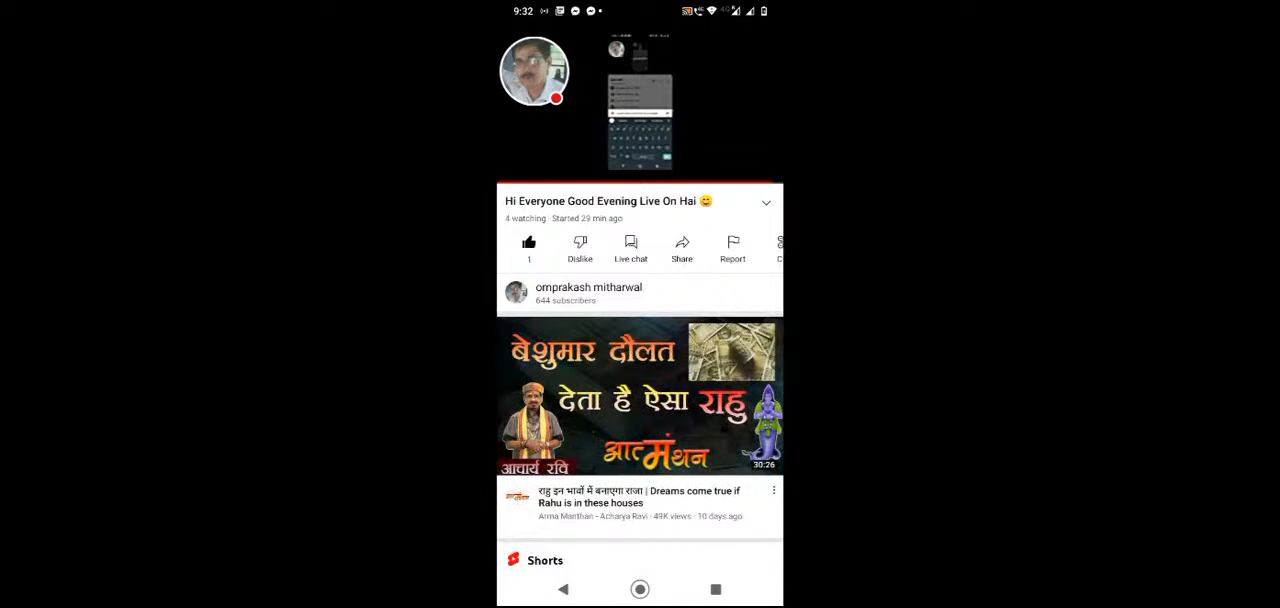 9:32
4G
Hi Everyone Good Evening Live On Hai 😄
4 watching · Started 29 min ago
1
Dislike
Live chat
Share
Report
C
omprakash mitharwal
644 subscribers
बेशुमार दौलत
देता है ऐसा राहु
आत्ममंथन
आचार्य रवि
30:26
राहु इन भावों में बनाएगा राजा | Dreams come true if
Rahu is in these houses
Atma Manthan - Acharya Ravi · 49K views · 10 days ago
Shorts